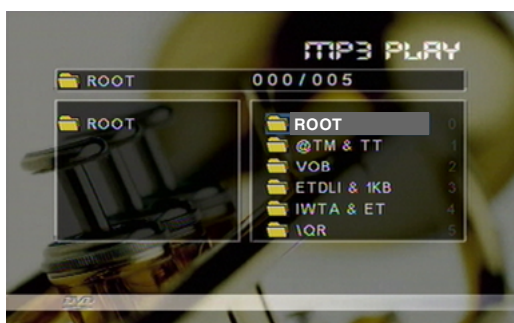 MP3 PLAY
ROOT 000/005
ROOT
ROOT 0
@TM & TT 1
VOB 2
ETDLI & 1KB 3
IWTA & ET 4
\QR 5
DVD